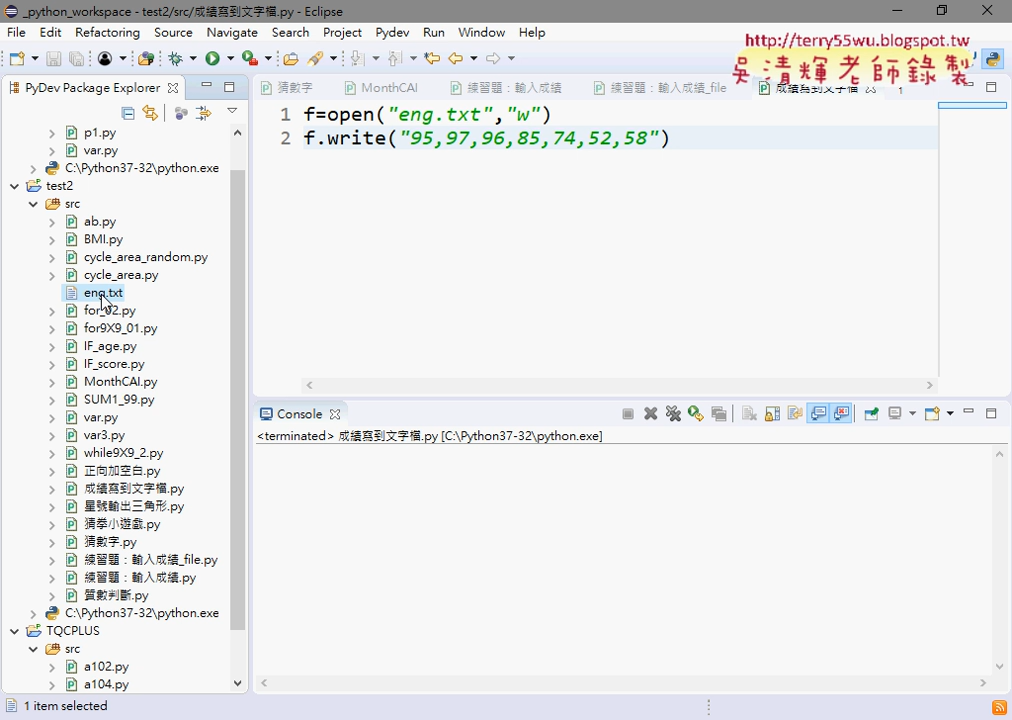 _python_workspace - test2/src/成績寫到文字檔.py - Eclipse
File Edit Refactoring Source Navigate Search Project Pydev Run Window Help
http://terry55wu.blogspot.tw
吳清輝老師錄製
PyDev Package Explorer
猜數字 MonthCAI 練習題：輸入成績 練習題：輸入成績_file 成績寫到文字檔
1 f=open("eng.txt","w")
2 f.write("95,97,96,85,74,52,58")
p1.py
var.py
C:\Python37-32\python.exe
test2
src
ab.py
BMI.py
cycle_area_random.py
cycle_area.py
eng.txt
for_02.py
for9X9_01.py
IF_age.py
IF_score.py
MonthCAI.py
SUM1_99.py
var.py
var3.py
while9X9_2.py
正向加空白.py
成績寫到文字檔.py
星號輸出三角形.py
猜拳小遊戲.py
猜數字.py
練習題：輸入成績_file.py
練習題：輸入成績.py
質數判斷.py
C:\Python37-32\python.exe
TQCPLUS
src
a102.py
a104.py
Console
<terminated> 成績寫到文字檔.py [C:\Python37-32\python.exe]
1 item selected